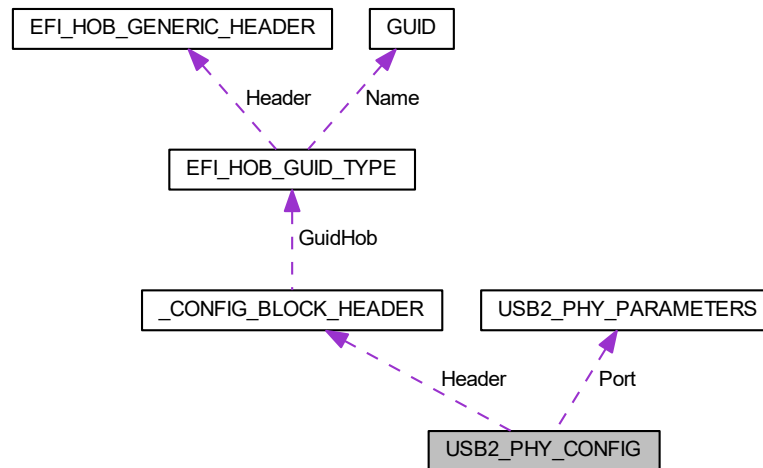 EFI_HOB_GENERIC_HEADER
GUID
Header
Name
EFI_HOB_GUID_TYPE
GuidHob
_CONFIG_BLOCK_HEADER
USB2_PHY_PARAMETERS
Header
Port
USB2_PHY_CONFIG